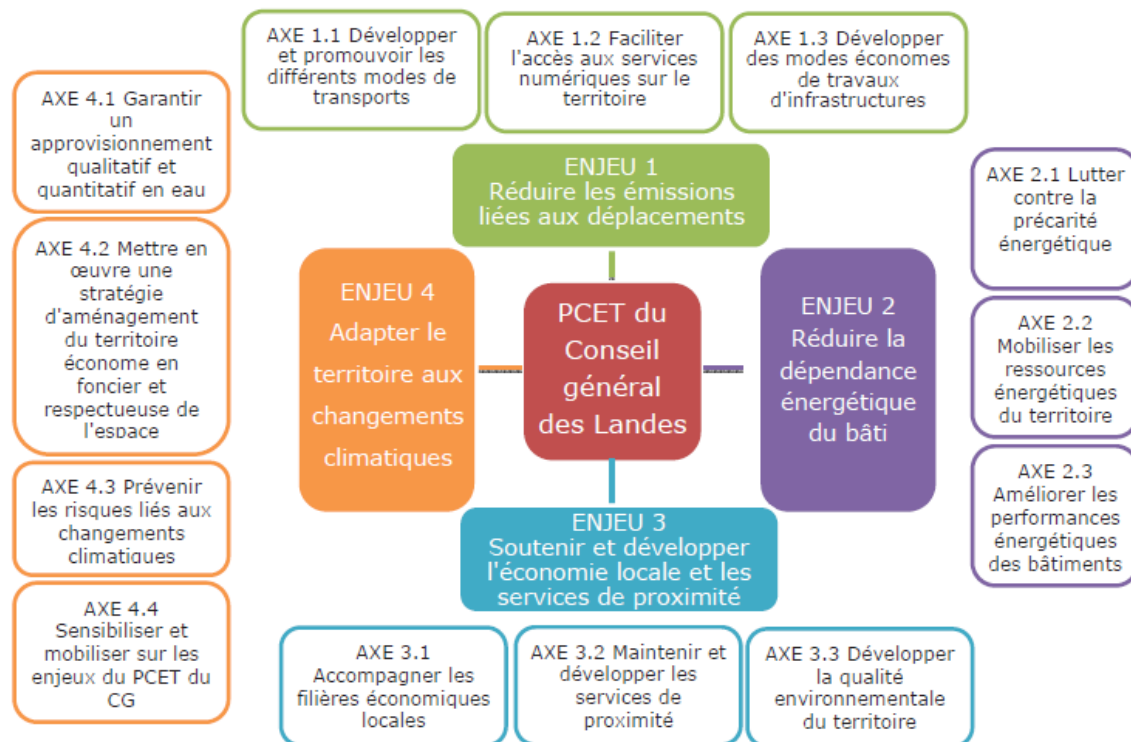 AXE 1.1 Développer
et promouvoir les
différents modes de
transports
AXE 1.2 Faciliter
l'accès aux services
numériques sur le
territoire
AXE 1.3 Développer
des modes économes
de travaux
d'infrastructures
AXE 4.1 Garantir
un
approvisionnement
qualitatif et
quantitatif en eau
AXE 4.2 Mettre en
œuvre une
stratégie
d'aménagement
du territoire
économe en
foncier et
respectueuse de
l'espace
AXE 4.3 Prévenir
les risques liés aux
changements
climatiques
AXE 4.4
Sensibiliser et
mobiliser sur les
enjeux du PCET du
CG
ENJEU 1
Réduire les émissions
liées aux déplacements
ENJEU 4
Adapter le
territoire aux
changements
climatiques
PCET du
Conseil
général
des Landes
ENJEU 2
Réduire la
dépendance
énergétique
du bâti
ENJEU 3
Soutenir et développer
l'économie locale et les
services de proximité
AXE 2.1 Lutter
contre la
précarité
énergétique
AXE 2.2
Mobiliser les
ressources
énergétiques
du territoire
AXE 2.3
Améliorer les
performances
énergétiques
des bâtiments
AXE 3.1
Accompagner les
filières économiques
locales
AXE 3.2 Maintenir et
développer les
services de
proximité
AXE 3.3 Développer
la qualité
environnementale
du territoire